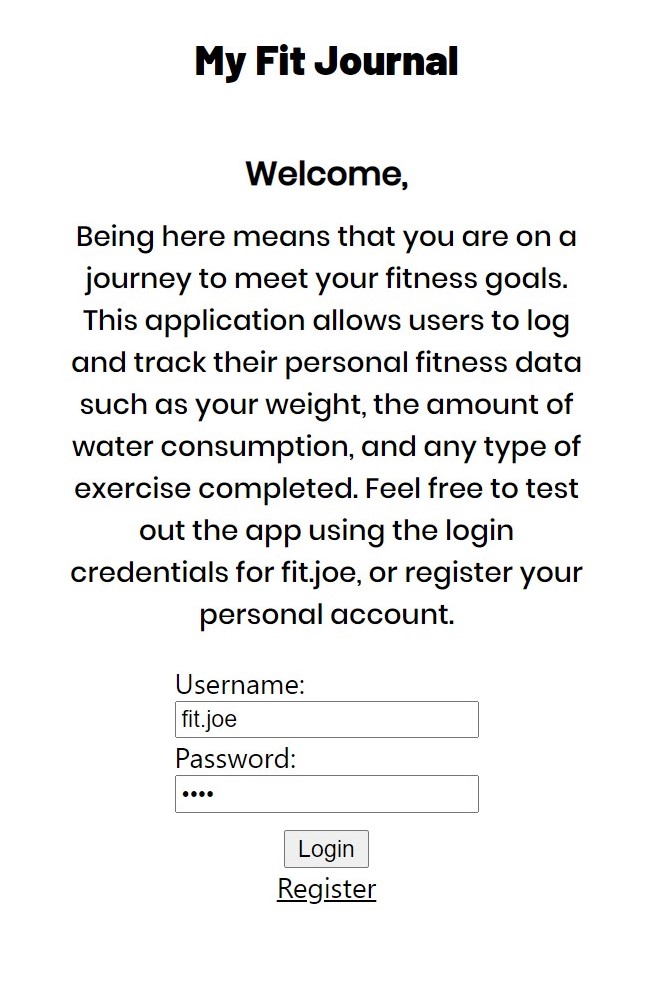 My Fit Journal
Welcome,
Being here means that you are on a
journey to meet your fitness goals.
This application allows users to log
and track their personal fitness data
such as your weight, the amount of
water consumption, and any type of
exercise completed. Feel free to test
out the app using the login
credentials for fit.joe, or register your
personal account.
Username:
fit.joe
Password:
••••
Login
Register